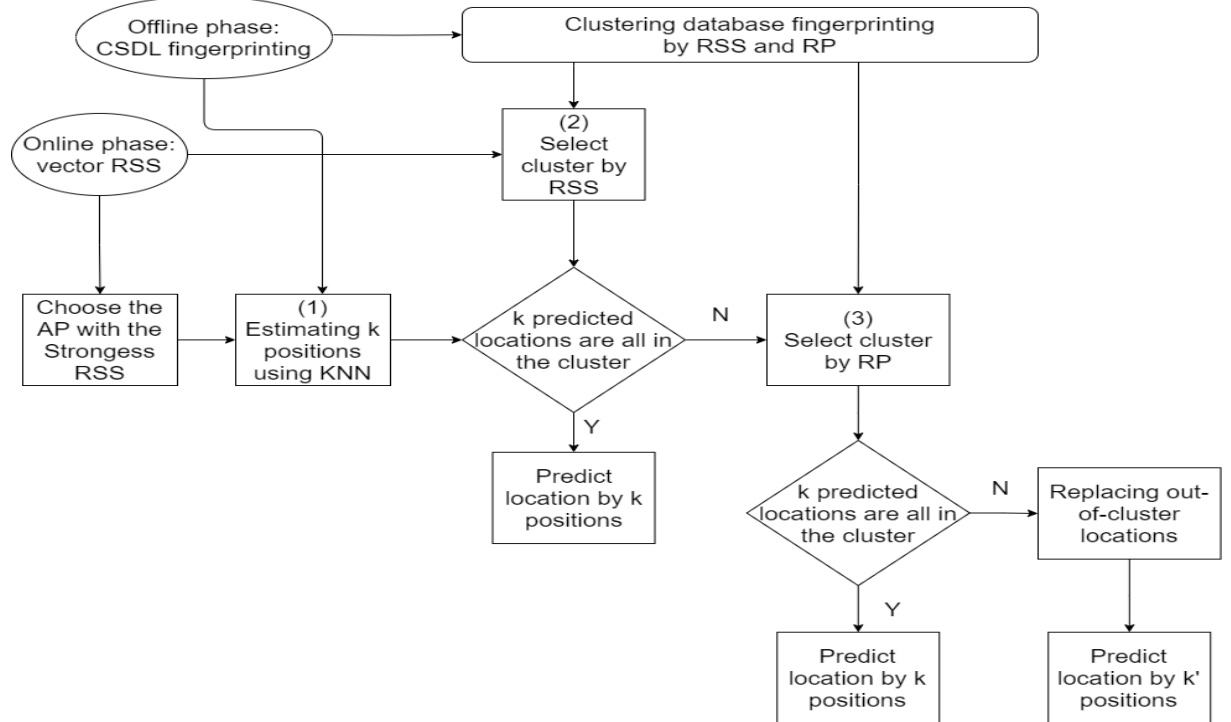 Offline phase:
CSDL fingerprinting
Clustering database fingerprinting
by RSS and RP
Online phase:
vector RSS
(2)
Select
cluster by
RSS
Choose the
AP with the
Strongess
RSS
(1)
Estimating k
positions
using KNN
k predicted
locations are all in
the cluster
N
(3)
Select cluster
by RP
Y
Predict
location by k
positions
k predicted
locations are all in
the cluster
N
Replacing out-
of-cluster
locations
Y
Predict
location by k
positions
Predict
location by k'
positions